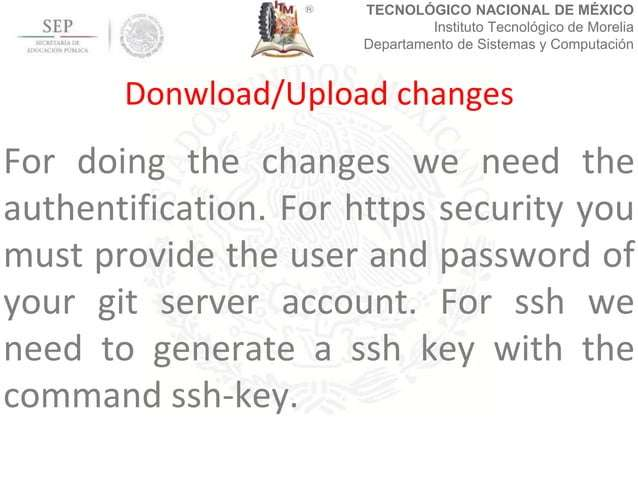 SEP
SECRETARÍA DE
EDUCACIÓN PÚBLICA
ITM
®
TECNOLÓGICO NACIONAL DE MÉXICO
Instituto Tecnológico de Morelia
Departamento de Sistemas y Computación
Donwload/Upload changes
For doing the changes we need the
authentification. For https security you
must provide the user and password of
your git server account. For ssh we
need to generate a ssh key with the
command ssh-key.